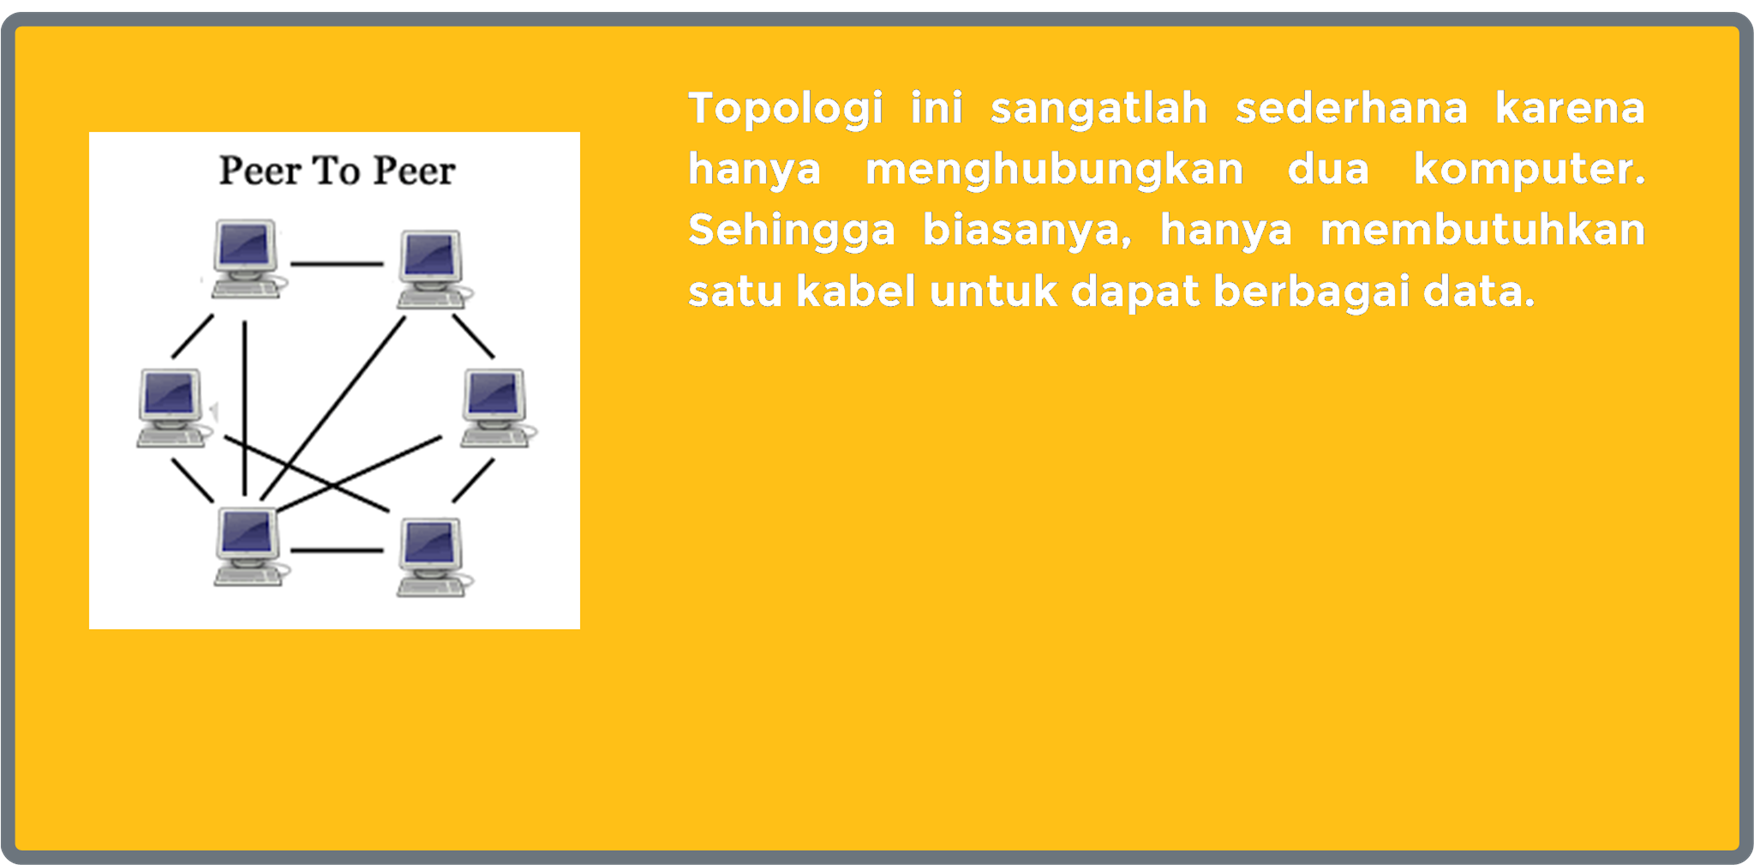 Peer To Peer
Topologi ini sangatlah sederhana karena
hanya menghubungkan dua komputer.
Sehingga biasanya, hanya membutuhkan
satu kabel untuk dapat berbagai data.